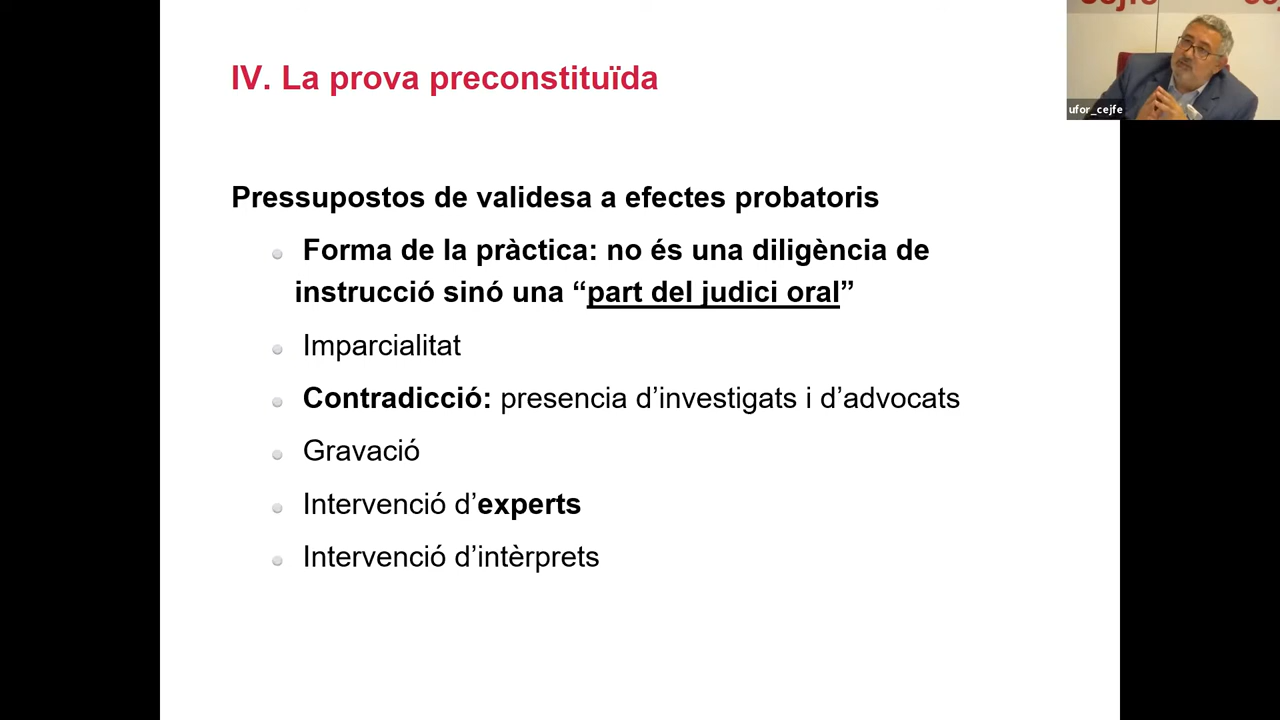 cejfe
IV. La prova preconstituïda
ufor_cejfe
Pressupostos de validesa a efectes probatoris
Forma de la pràctica: no és una diligència de
instrucció sinó una “part del judici oral”
Imparcialitat
Contradicció: presencia d’investigats i d’advocats
Gravació
Intervenció d’experts
Intervenció d’intèrprets